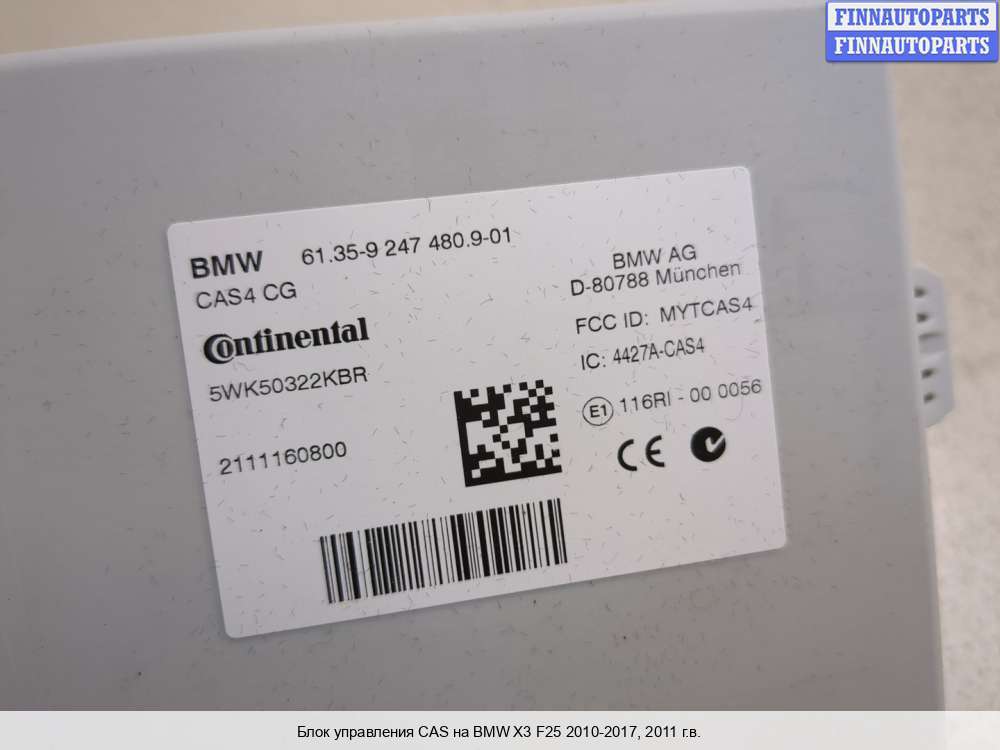 FINNAUTOPARTS
FINNAUTOPARTS
BMW 61.35-9 247 480.9-01
CAS4 CG
Continental
5WK50322KBR
2111160800
BMW AG
D-80788 München
FCC ID: MYTCAS4
IC: 4427A-CAS4
E1 116RI - 00 0056
CE
Блок управления CAS на BMW X3 F25 2010-2017, 2011 г.в.